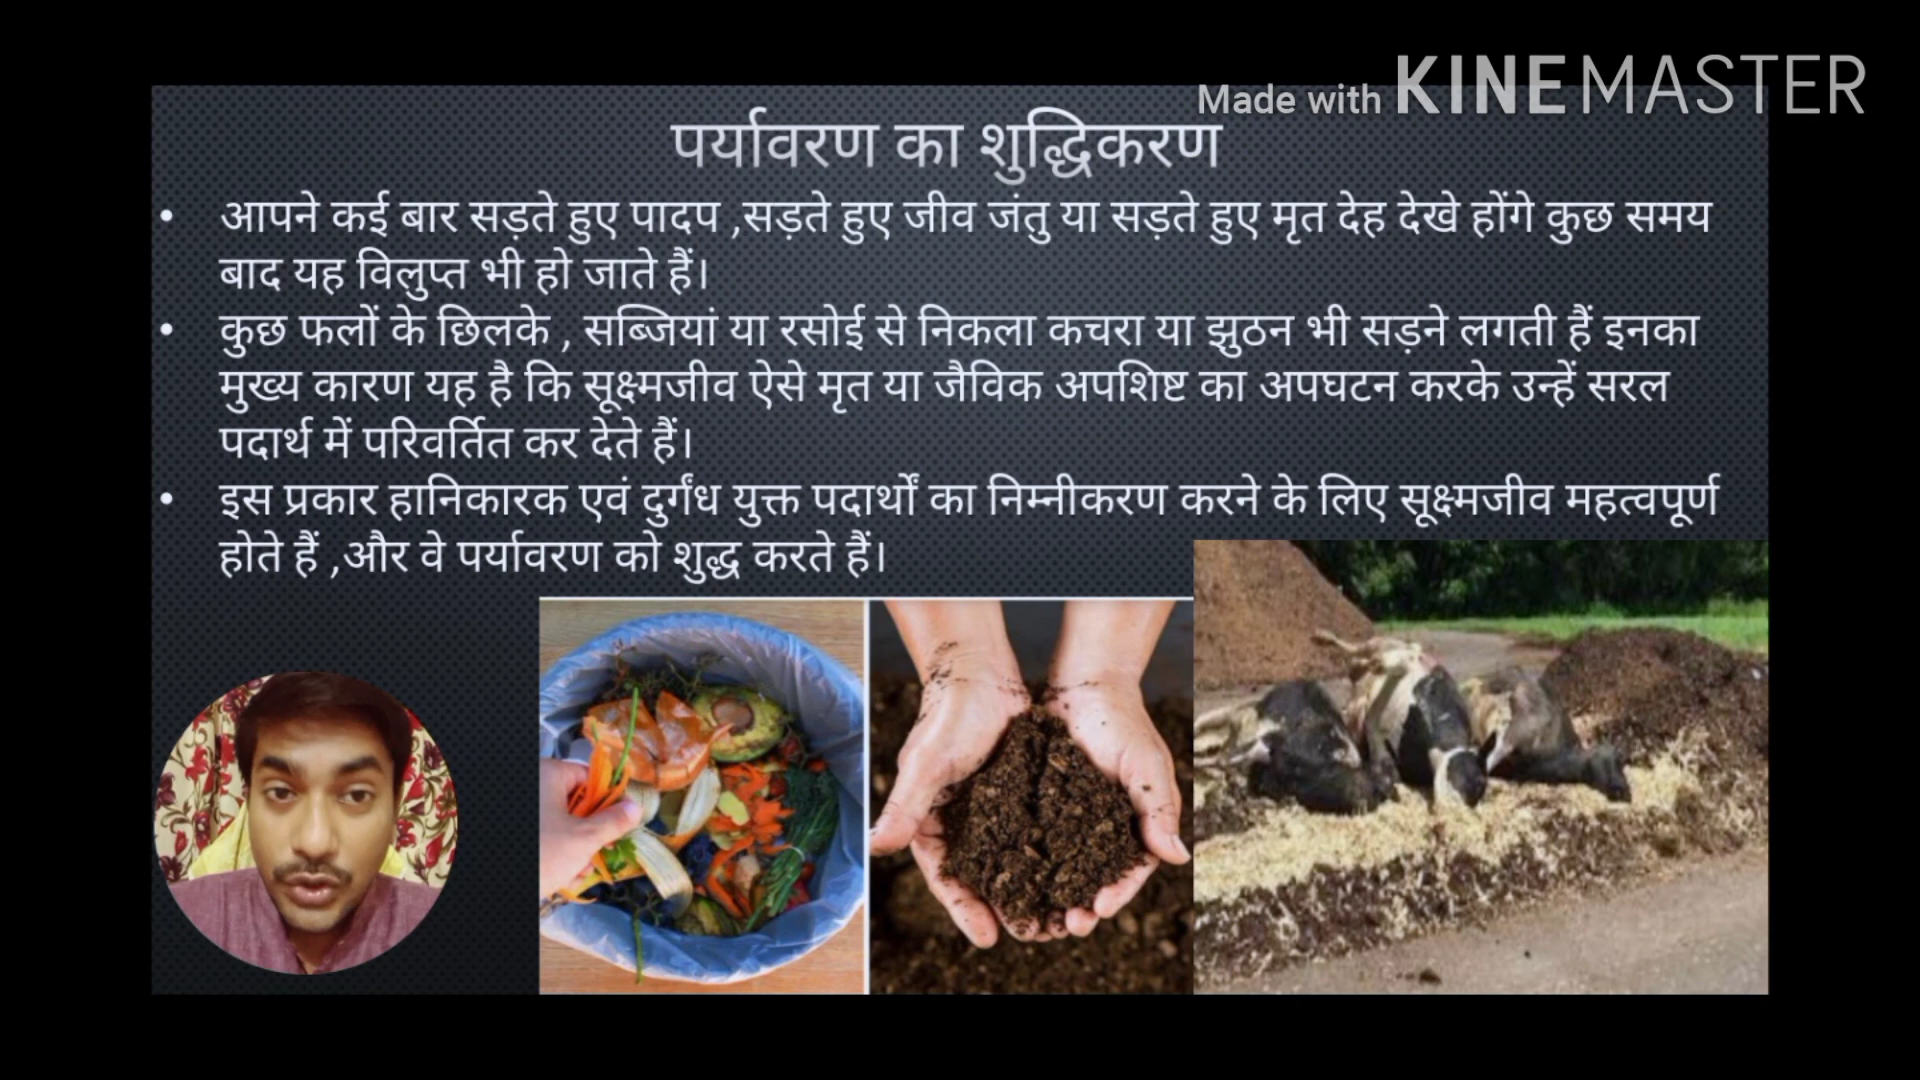 Made with KINEMASTER
पर्यावरण का शुद्धिकरण
• आपने कई बार सड़ते हुए पादप ,सड़ते हुए जीव जंतु या सड़ते हुए मृत देह देखे होंगे कुछ समय
बाद यह विलुप्त भी हो जाते हैं।
• कुछ फलों के छिलके , सब्जियां या रसोई से निकला कचरा या झुठन भी सड़ने लगती हैं इनका
मुख्य कारण यह है कि सूक्ष्मजीव ऐसे मृत या जैविक अपशिष्ट का अपघटन करके उन्हें सरल
पदार्थ में परिवर्तित कर देते हैं।
• इस प्रकार हानिकारक एवं दुर्गंध युक्त पदार्थों का निम्नीकरण करने के लिए सूक्ष्मजीव महत्वपूर्ण
होते हैं ,और वे पर्यावरण को शुद्ध करते हैं।